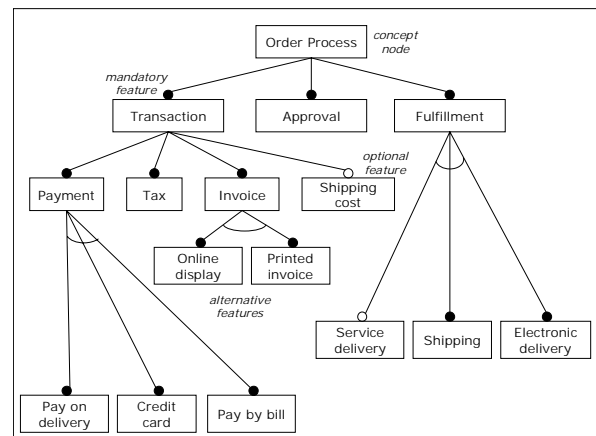 Order Process
concept
node
mandatory
feature
Transaction
Approval
Fulfillment
optional
feature
Payment
Tax
Invoice
Shipping
cost
Online
display
Printed
invoice
alternative
features
Service
delivery
Shipping
Electronic
delivery
Pay on
delivery
Credit
card
Pay by bill